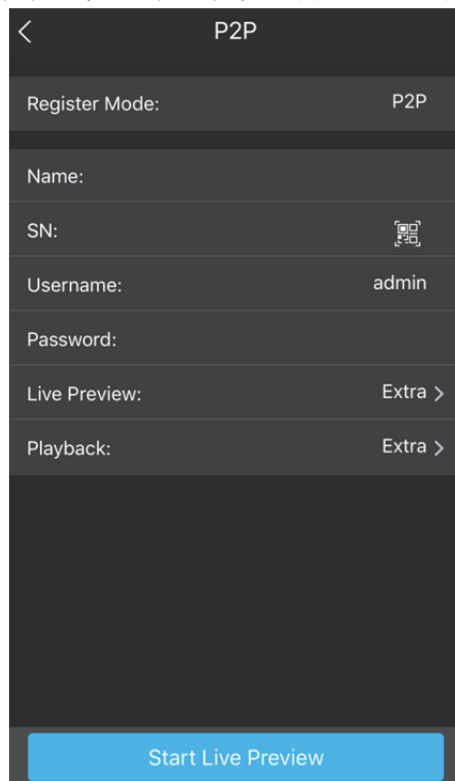 P2P
Register Mode: P2P
Name:
SN:
Username: admin
Password:
Live Preview: Extra >
Playback: Extra >
Start Live Preview